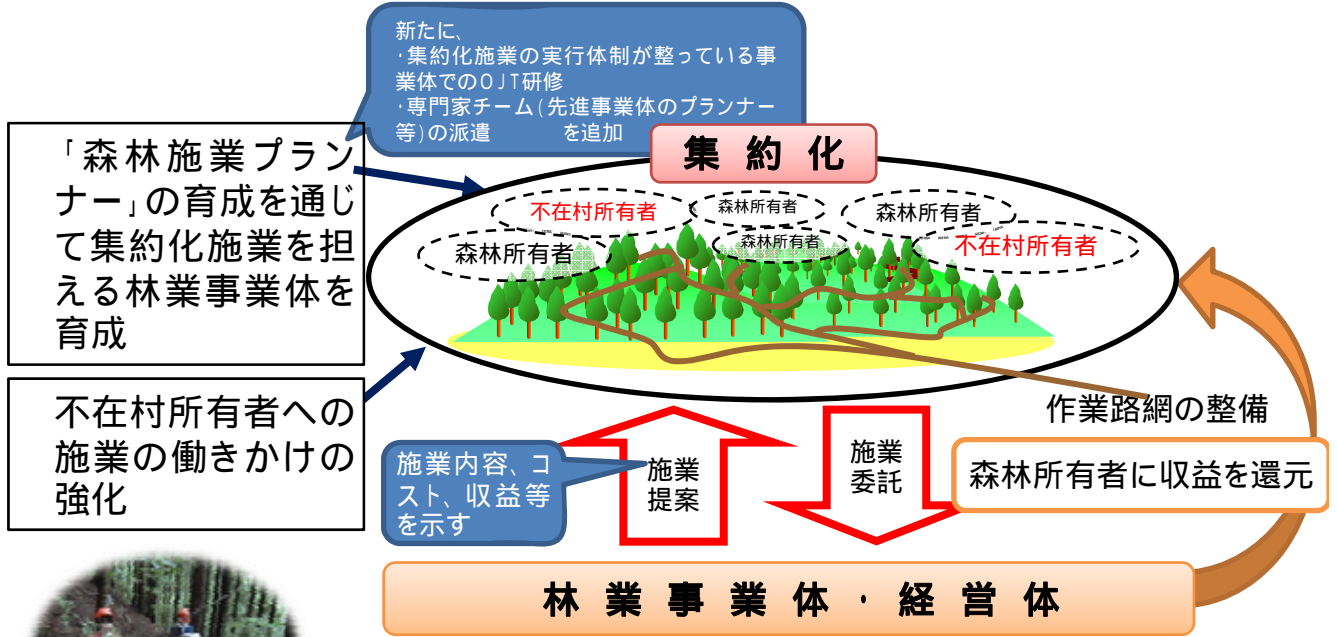 新たに、
・集約化施業の実行体制が整っている事
業体でのOJT研修
・専門家チーム(先進事業体のプランナー
等)の派遣 を追加
「森林施業プラン
ナー」の育成を通じ
て集約化施業を担
える林業事業体を
育成
集約化
不在村所有者
森林所有者
森林所有者
森林所有者
森林所有者
不在村所有者
不在村所有者への
施業の働きかけの
強化
作業路網の整備
施業内容、コ
スト、収益等
を示す
施業
提案
施業
委託
森林所有者に収益を還元
林業事業体・経営体